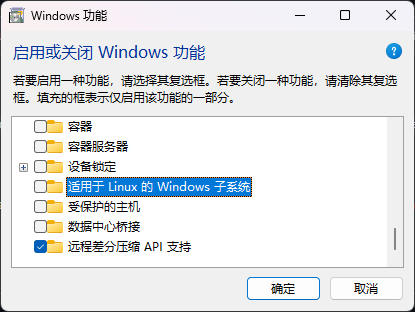 Windows 功能
启用或关闭 Windows 功能
若要启用一种功能，请选择其复选框。若要关闭一种功能，请清除其复选
框。填充的框表示仅启用该功能的一部分。
容器
容器服务器
设备锁定
适用于 Linux 的 Windows 子系统
受保护的主机
数据中心桥接
远程差分压缩 API 支持
确定
取消